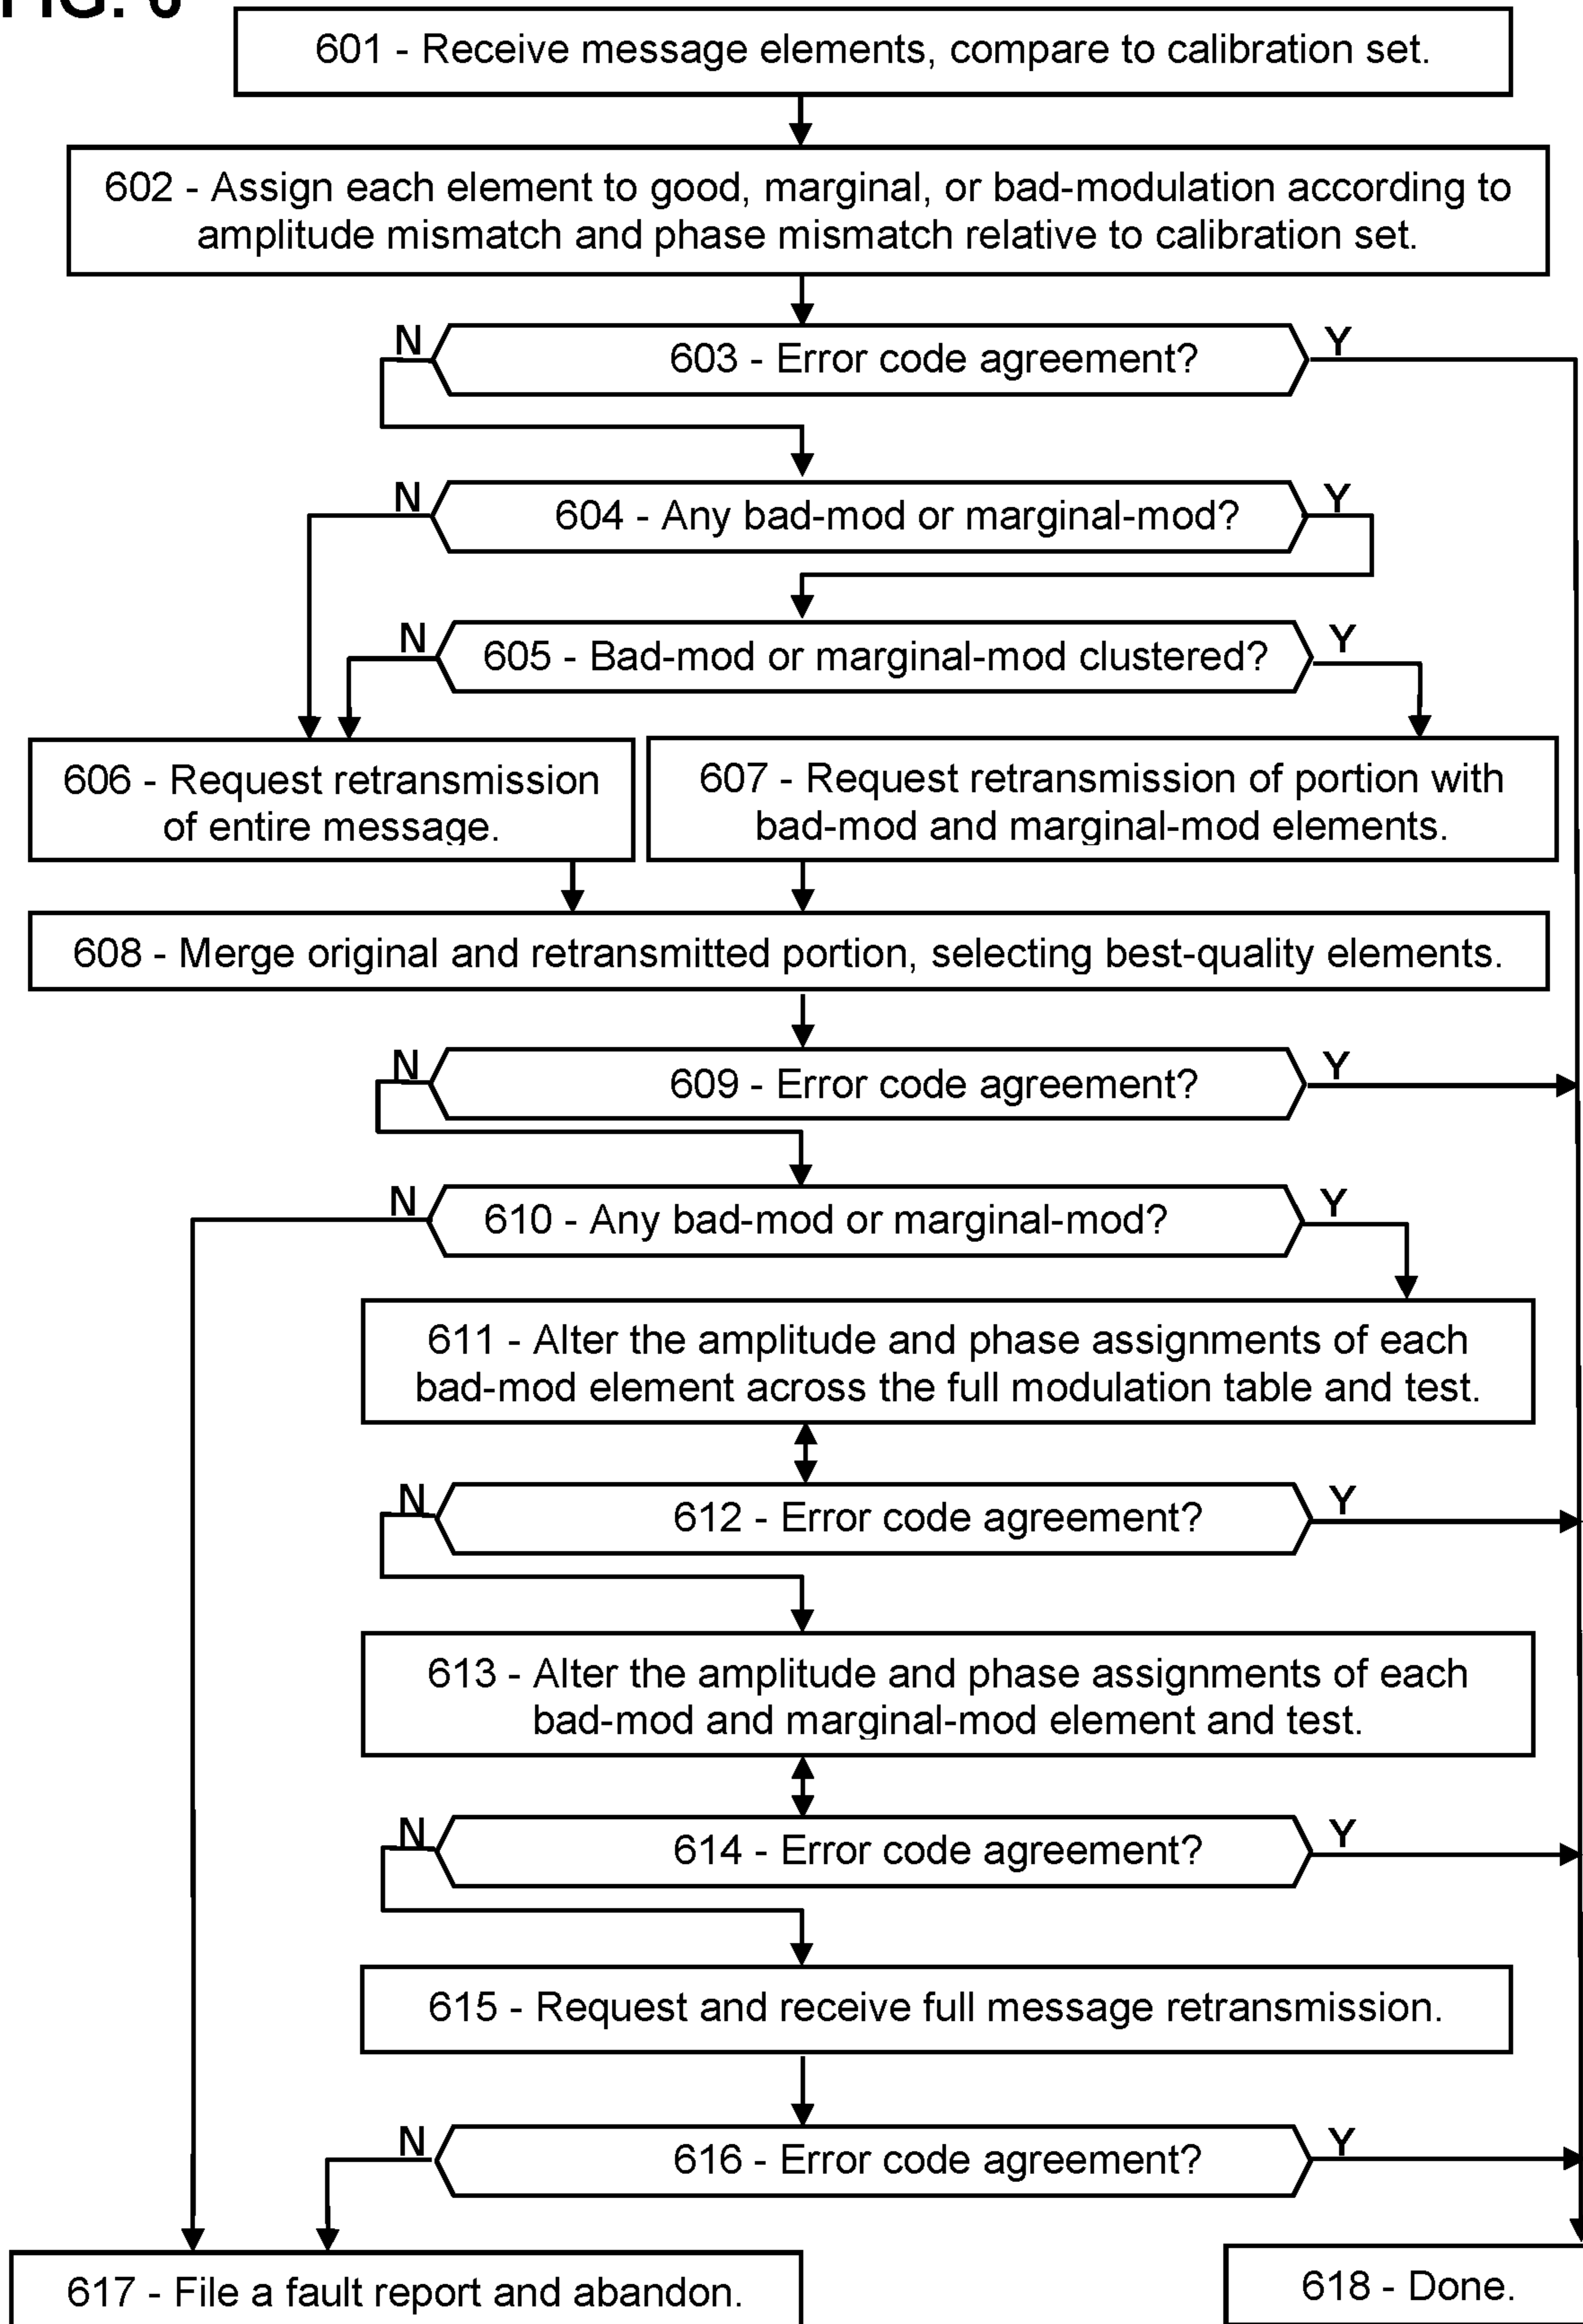 FIG. 6
601 - Receive message elements, compare to calibration set.
602 - Assign each element to good, marginal, or bad-modulation according to
amplitude mismatch and phase mismatch relative to calibration set.
N
603 - Error code agreement?
Y
N
604 - Any bad-mod or marginal-mod?
Y
N
605 - Bad-mod or marginal-mod clustered?
Y
606 - Request retransmission
of entire message.
607 - Request retransmission of portion with
bad-mod and marginal-mod elements.
608 - Merge original and retransmitted portion, selecting best-quality elements.
N
609 - Error code agreement?
Y
N
610 - Any bad-mod or marginal-mod?
Y
611 - Alter the amplitude and phase assignments of each
bad-mod element across the full modulation table and test.
N
612 - Error code agreement?
Y
613 - Alter the amplitude and phase assignments of each
bad-mod and marginal-mod element and test.
N
614 - Error code agreement?
Y
615 - Request and receive full message retransmission.
N
616 - Error code agreement?
Y
617 - File a fault report and abandon.
618 - Done.